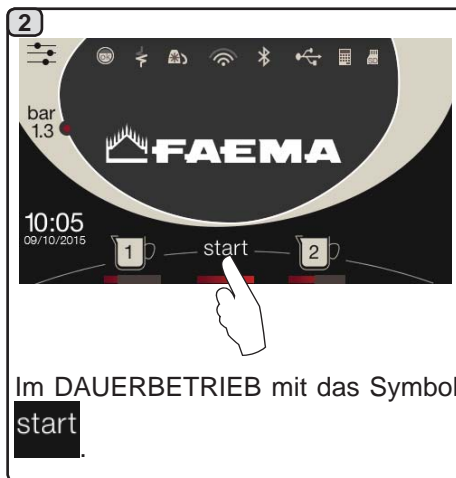 2
bar
1.3
FAEMA
10:05
09/10/2015
1 start 2
Im DAUERBETRIEB mit das Symbol
start.